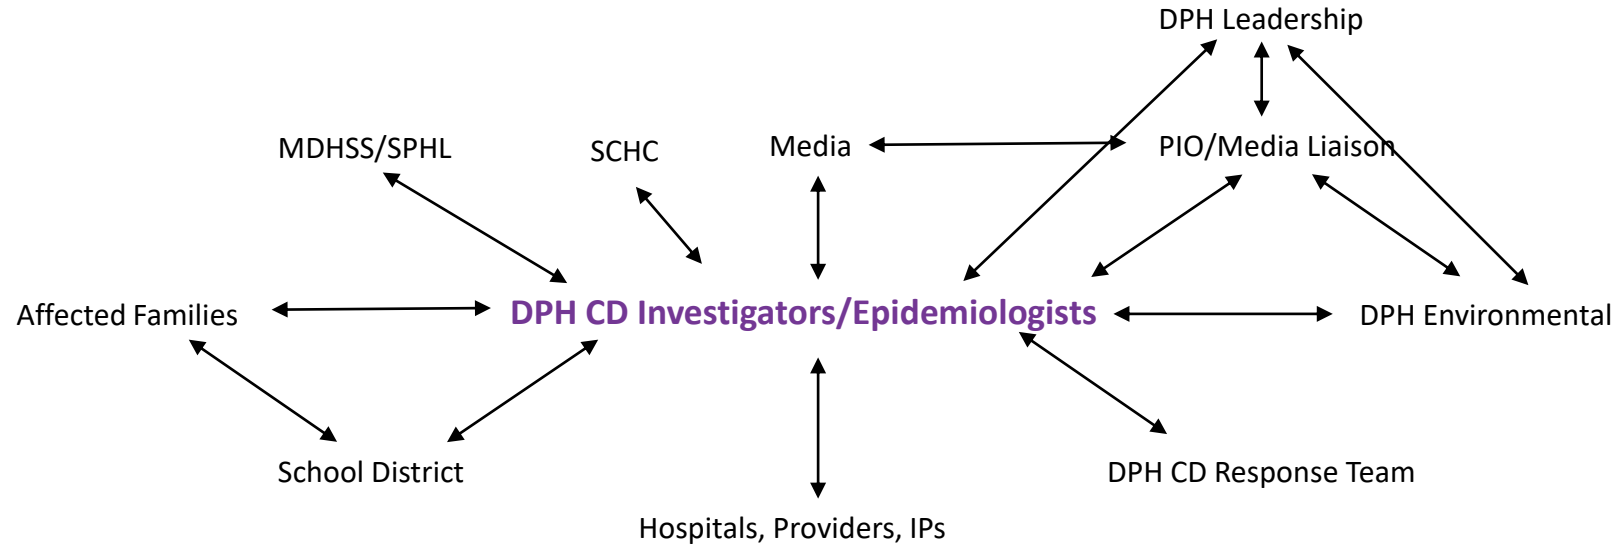 DPH Leadership
MDHSS/SPHL
SCHC
Media
PIO/Media Liaison
Affected Families
DPH CD Investigators/Epidemiologists
DPH Environmental
School District
DPH CD Response Team
Hospitals, Providers, IPs